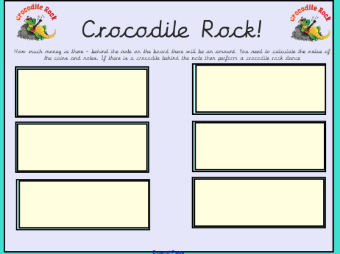 Crocodile Rock
Crocodile Rock
Crocodile Rock!
How much money is there - behind the note on the board there will be an amount. You need to calculate the value of
the coins and notes. If there is a crocodile behind the note then perform a crocodile rock dance